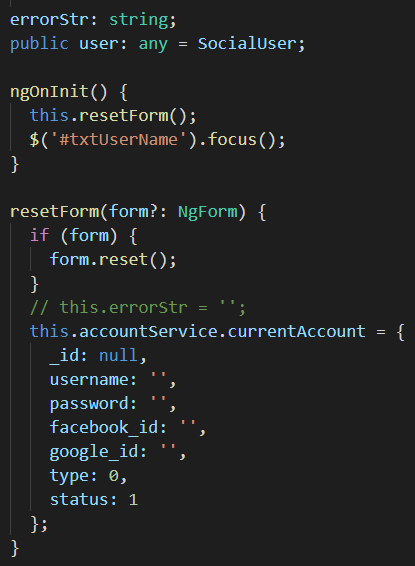 errorStr: string;
public user: any = SocialUser;

ngOnInit() {
  this.resetForm();
  $('#txtUserName').focus();
}

resetForm(form?: NgForm) {
  if (form) {
    form.reset();
  }
  // this.errorStr = '';
  this.accountService.currentAccount = {
    _id: null,
    username: '',
    password: '',
    facebook_id: '',
    google_id: '',
    type: 0,
    status: 1
  };
}